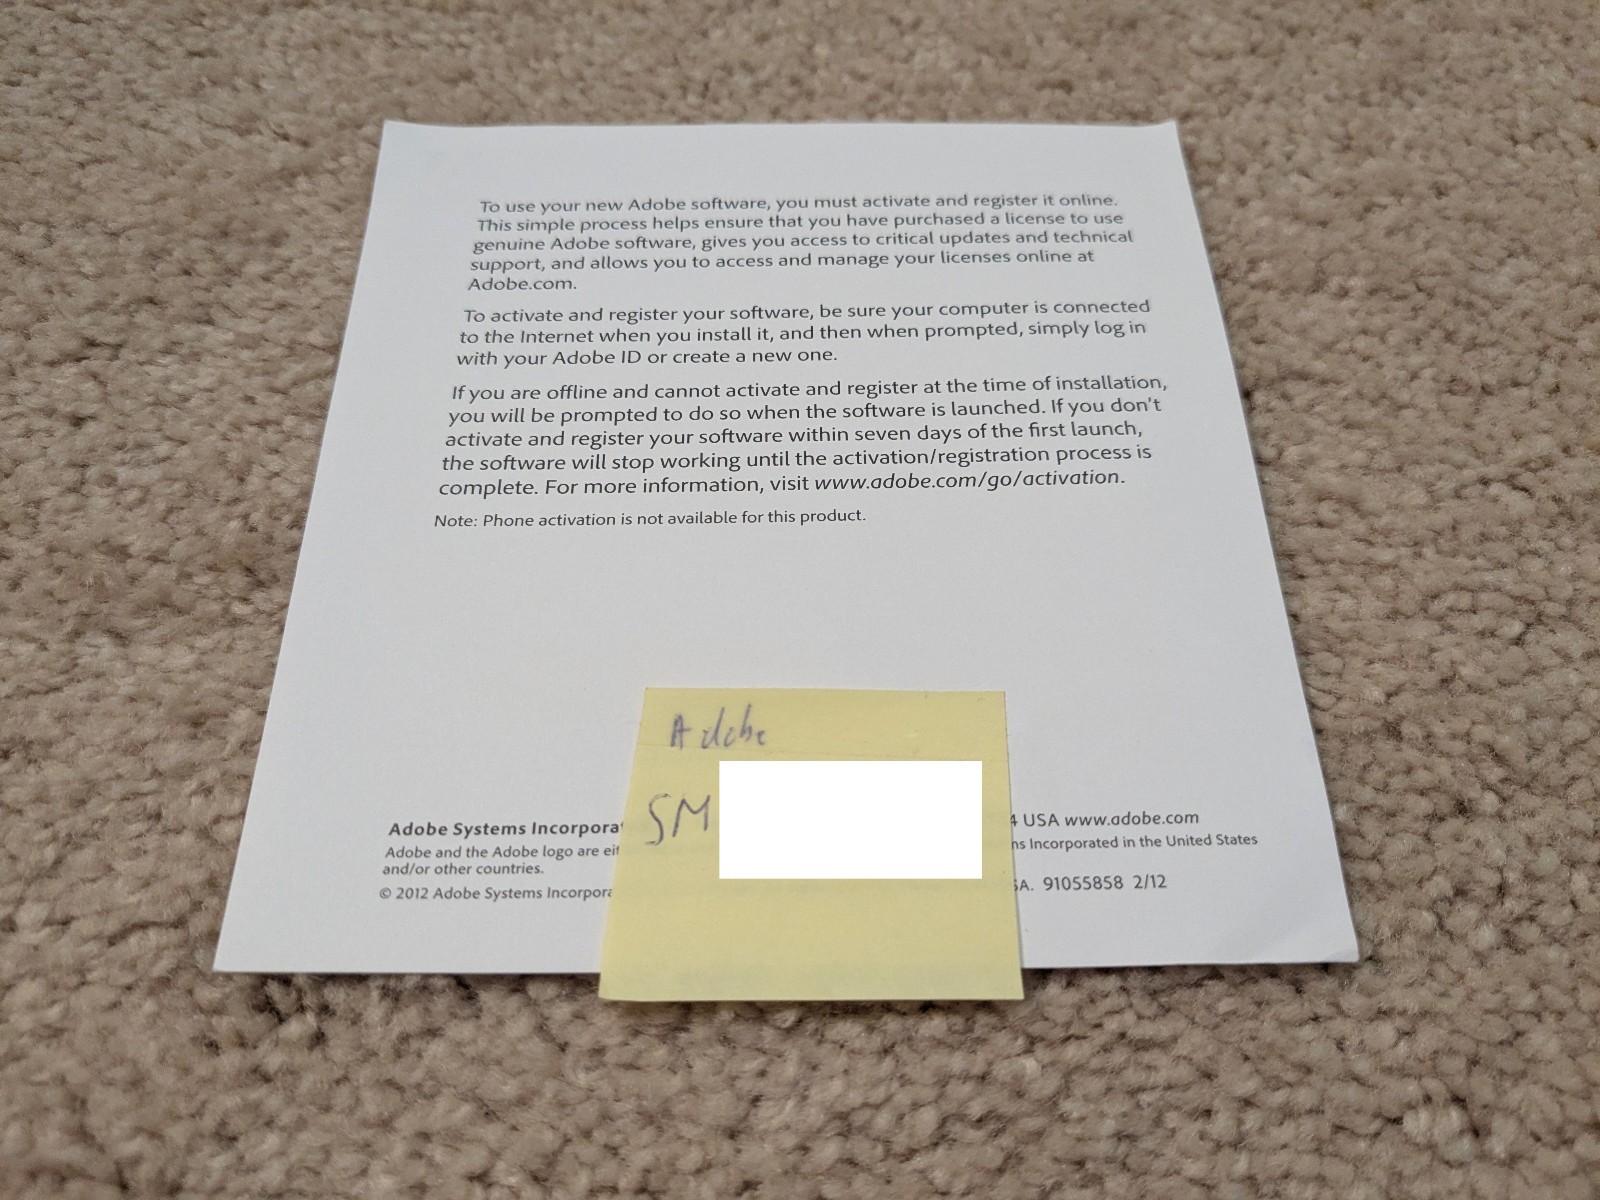 To use your new Adobe software, you must activate and register it online.
This simple process helps ensure that you have purchased a license to use
genuine Adobe software, gives you access to critical updates and technical
support, and allows you to access and manage your licenses online at
Adobe.com.
To activate and register your software, be sure your computer is connected
to the Internet when you install it, and then when prompted, simply log in
with your Adobe ID or create a new one.
If you are offline and cannot activate and register at the time of installation,
you will be prompted to do so when the software is launched. If you don't
activate and register your software within seven days of the first launch,
the software will stop working until the activation/registration process is
complete. For more information, visit www.adobe.com/go/activation.
Note: Phone activation is not available for this product.
Adobe
SM
Adobe Systems 4 USA www.adobe.com
Adobe and the Adobe logo are Incorporated in the United States
and/or other countries.
© 2012 Adobe Systems 91055858 2/12